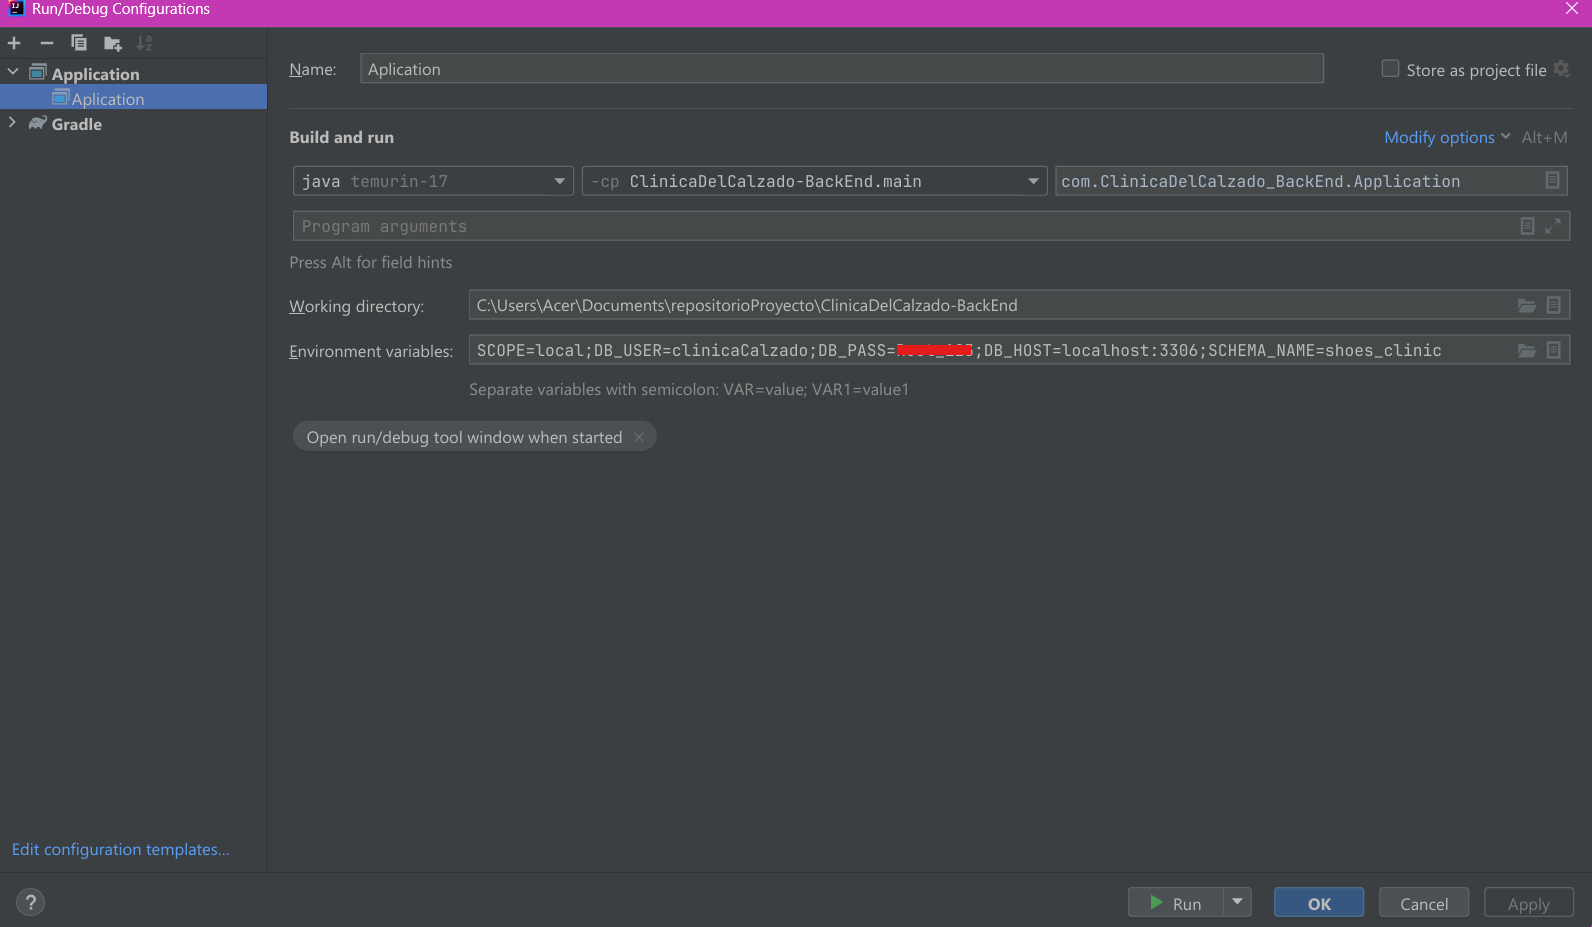 Run/Debug Configurations
Application
Aplication
Gradle
Name:
Aplication
Store as project file
Build and run
Modify options
Alt+M
java temurin-17
-cp ClinicaDelCalzado-BackEnd.main
com.ClinicaDelCalzado_BackEnd.Application
Program arguments
Press Alt for field hints
Working directory:
C:\Users\Acer\Documents\repositorioProyecto\ClinicaDelCalzado-BackEnd
Environment variables:
SCOPE=local;DB_USER=clinicaCalzado;DB_PASS= ;DB_HOST=localhost:3306;SCHEMA_NAME=shoes_clinic
Separate variables with semicolon: VAR=value; VAR1=value1
Open run/debug tool window when started
Edit configuration templates...
?
Run
OK
Cancel
Apply